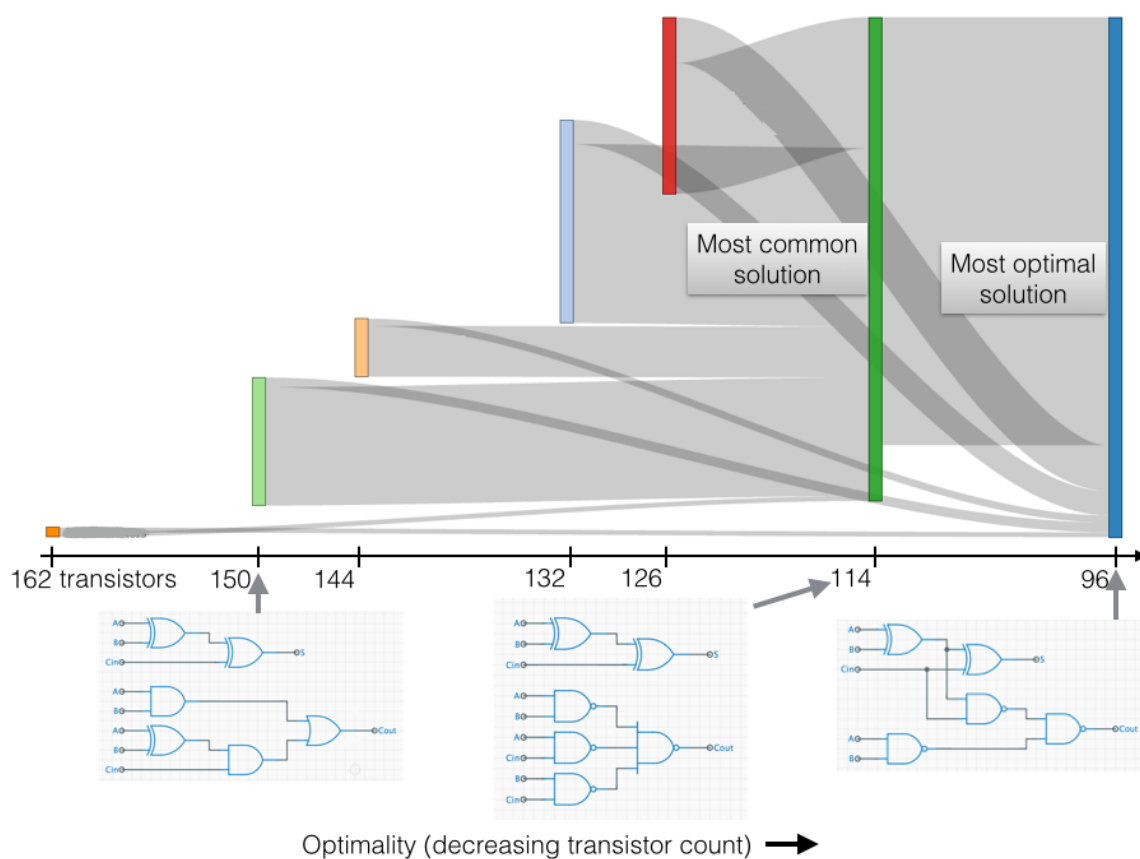 Most common
solution
Most optimal
solution
162 transistors
150
144
132
126
114
96
A
B
Cin
S
A
B
A
B
Cin
Cout
A
B
Cin
S
A
B
A
Cin
B
Cin
Cout
A
B
Cin
S
A
B
Cout
Optimality (decreasing transistor count)